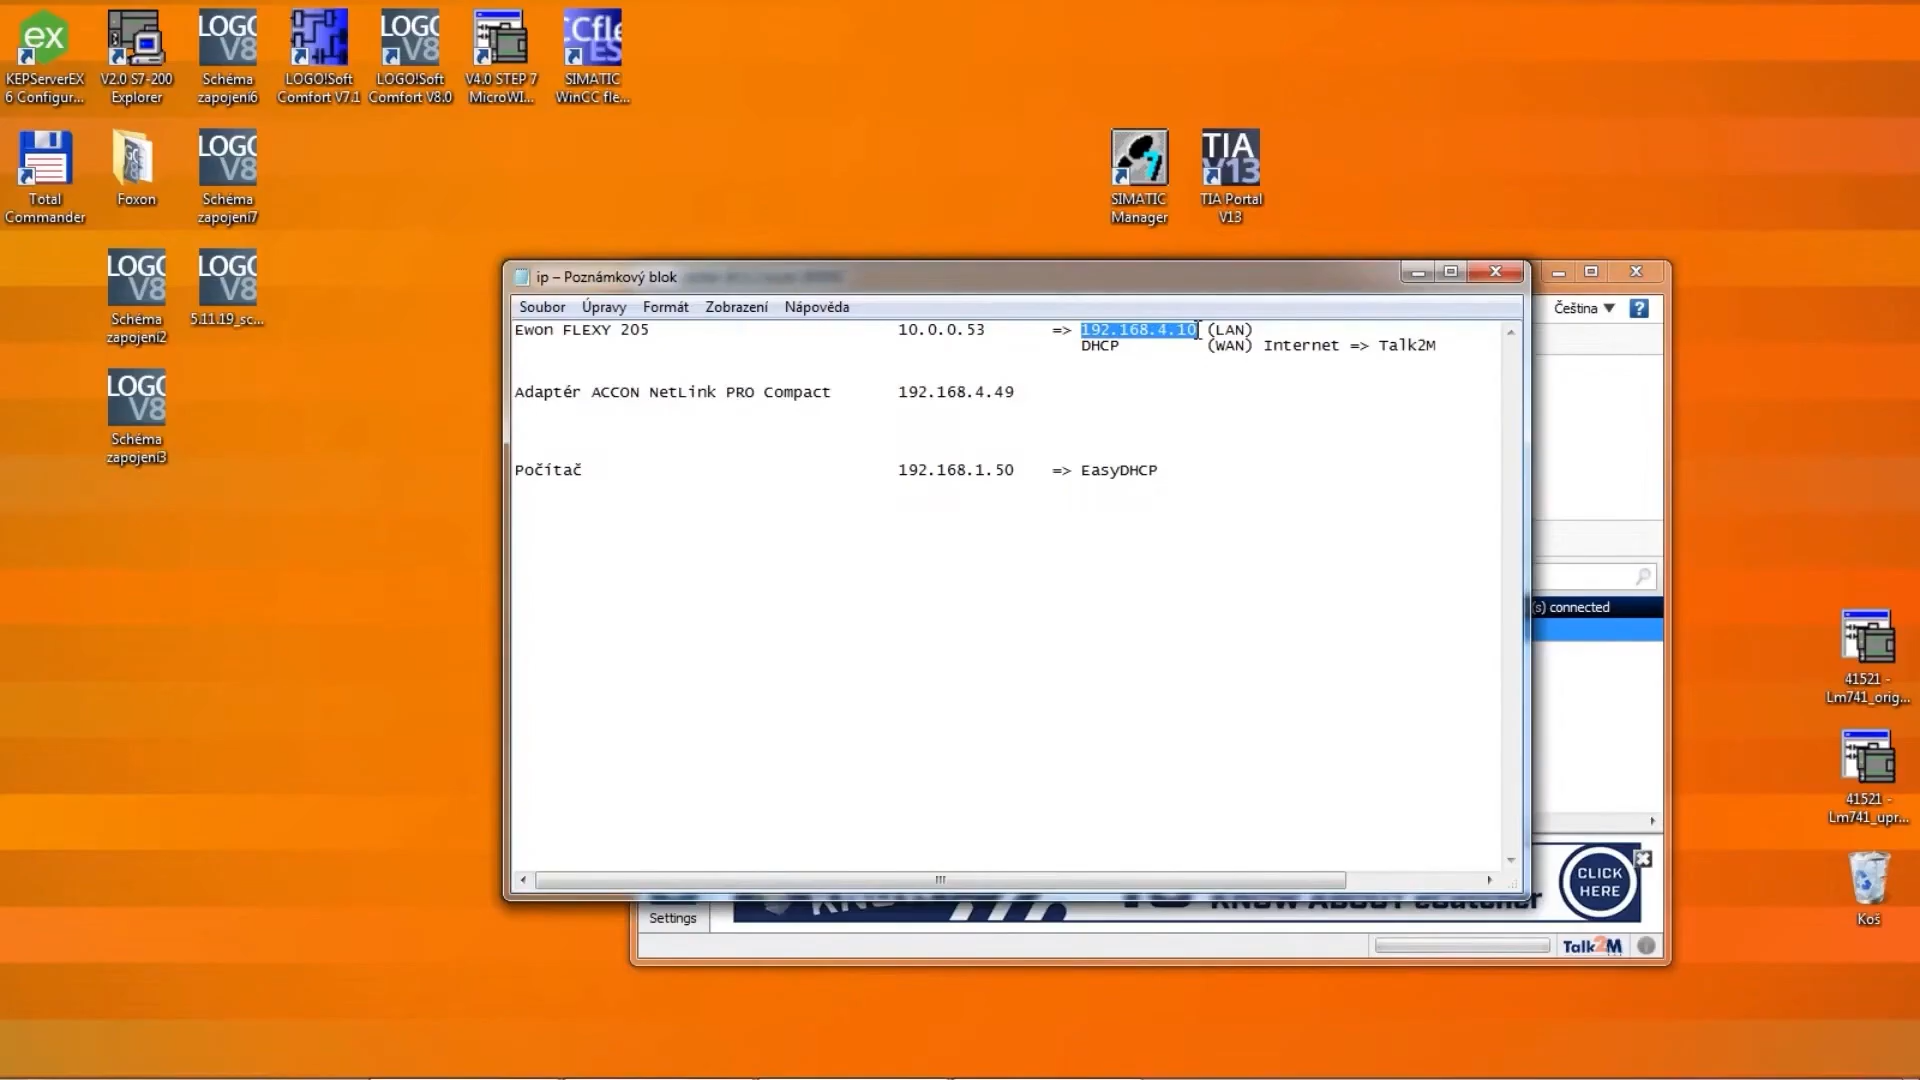 KEPServerEX
6 Configur...
V2.0 S7-200
Explorer
Schéma
zapojení6
LOGO!Soft
Comfort V7.1
LOGO!Soft
Comfort V8.0
V4.0 STEP 7
MicroWI...
SIMATIC
WinCC fle...
Total
Commander
Foxon
Schéma
zapojení7
SIMATIC
Manager
TIA
V13
TIA Portal
V13
Schéma
zapojení2
5.11.19_sc...
Schéma
zapojení3
ip – Poznámkový blok
Soubor Úpravy Formát Zobrazení Nápověda
Ewon FLEXY 205 10.0.0.53 => 192.168.4.10 (LAN)
DHCP (WAN) Internet => Talk2M
Adaptér ACCON NetLink PRO Compact 192.168.4.49
Počítač 192.168.1.50 => EasyDHCP
Čeština
(s) connected
CLICK
HERE
Settings
KNOW ABOUT
Talk2M
41521 -
Lm741_orig...
41521 -
Lm741_upr...
Koš